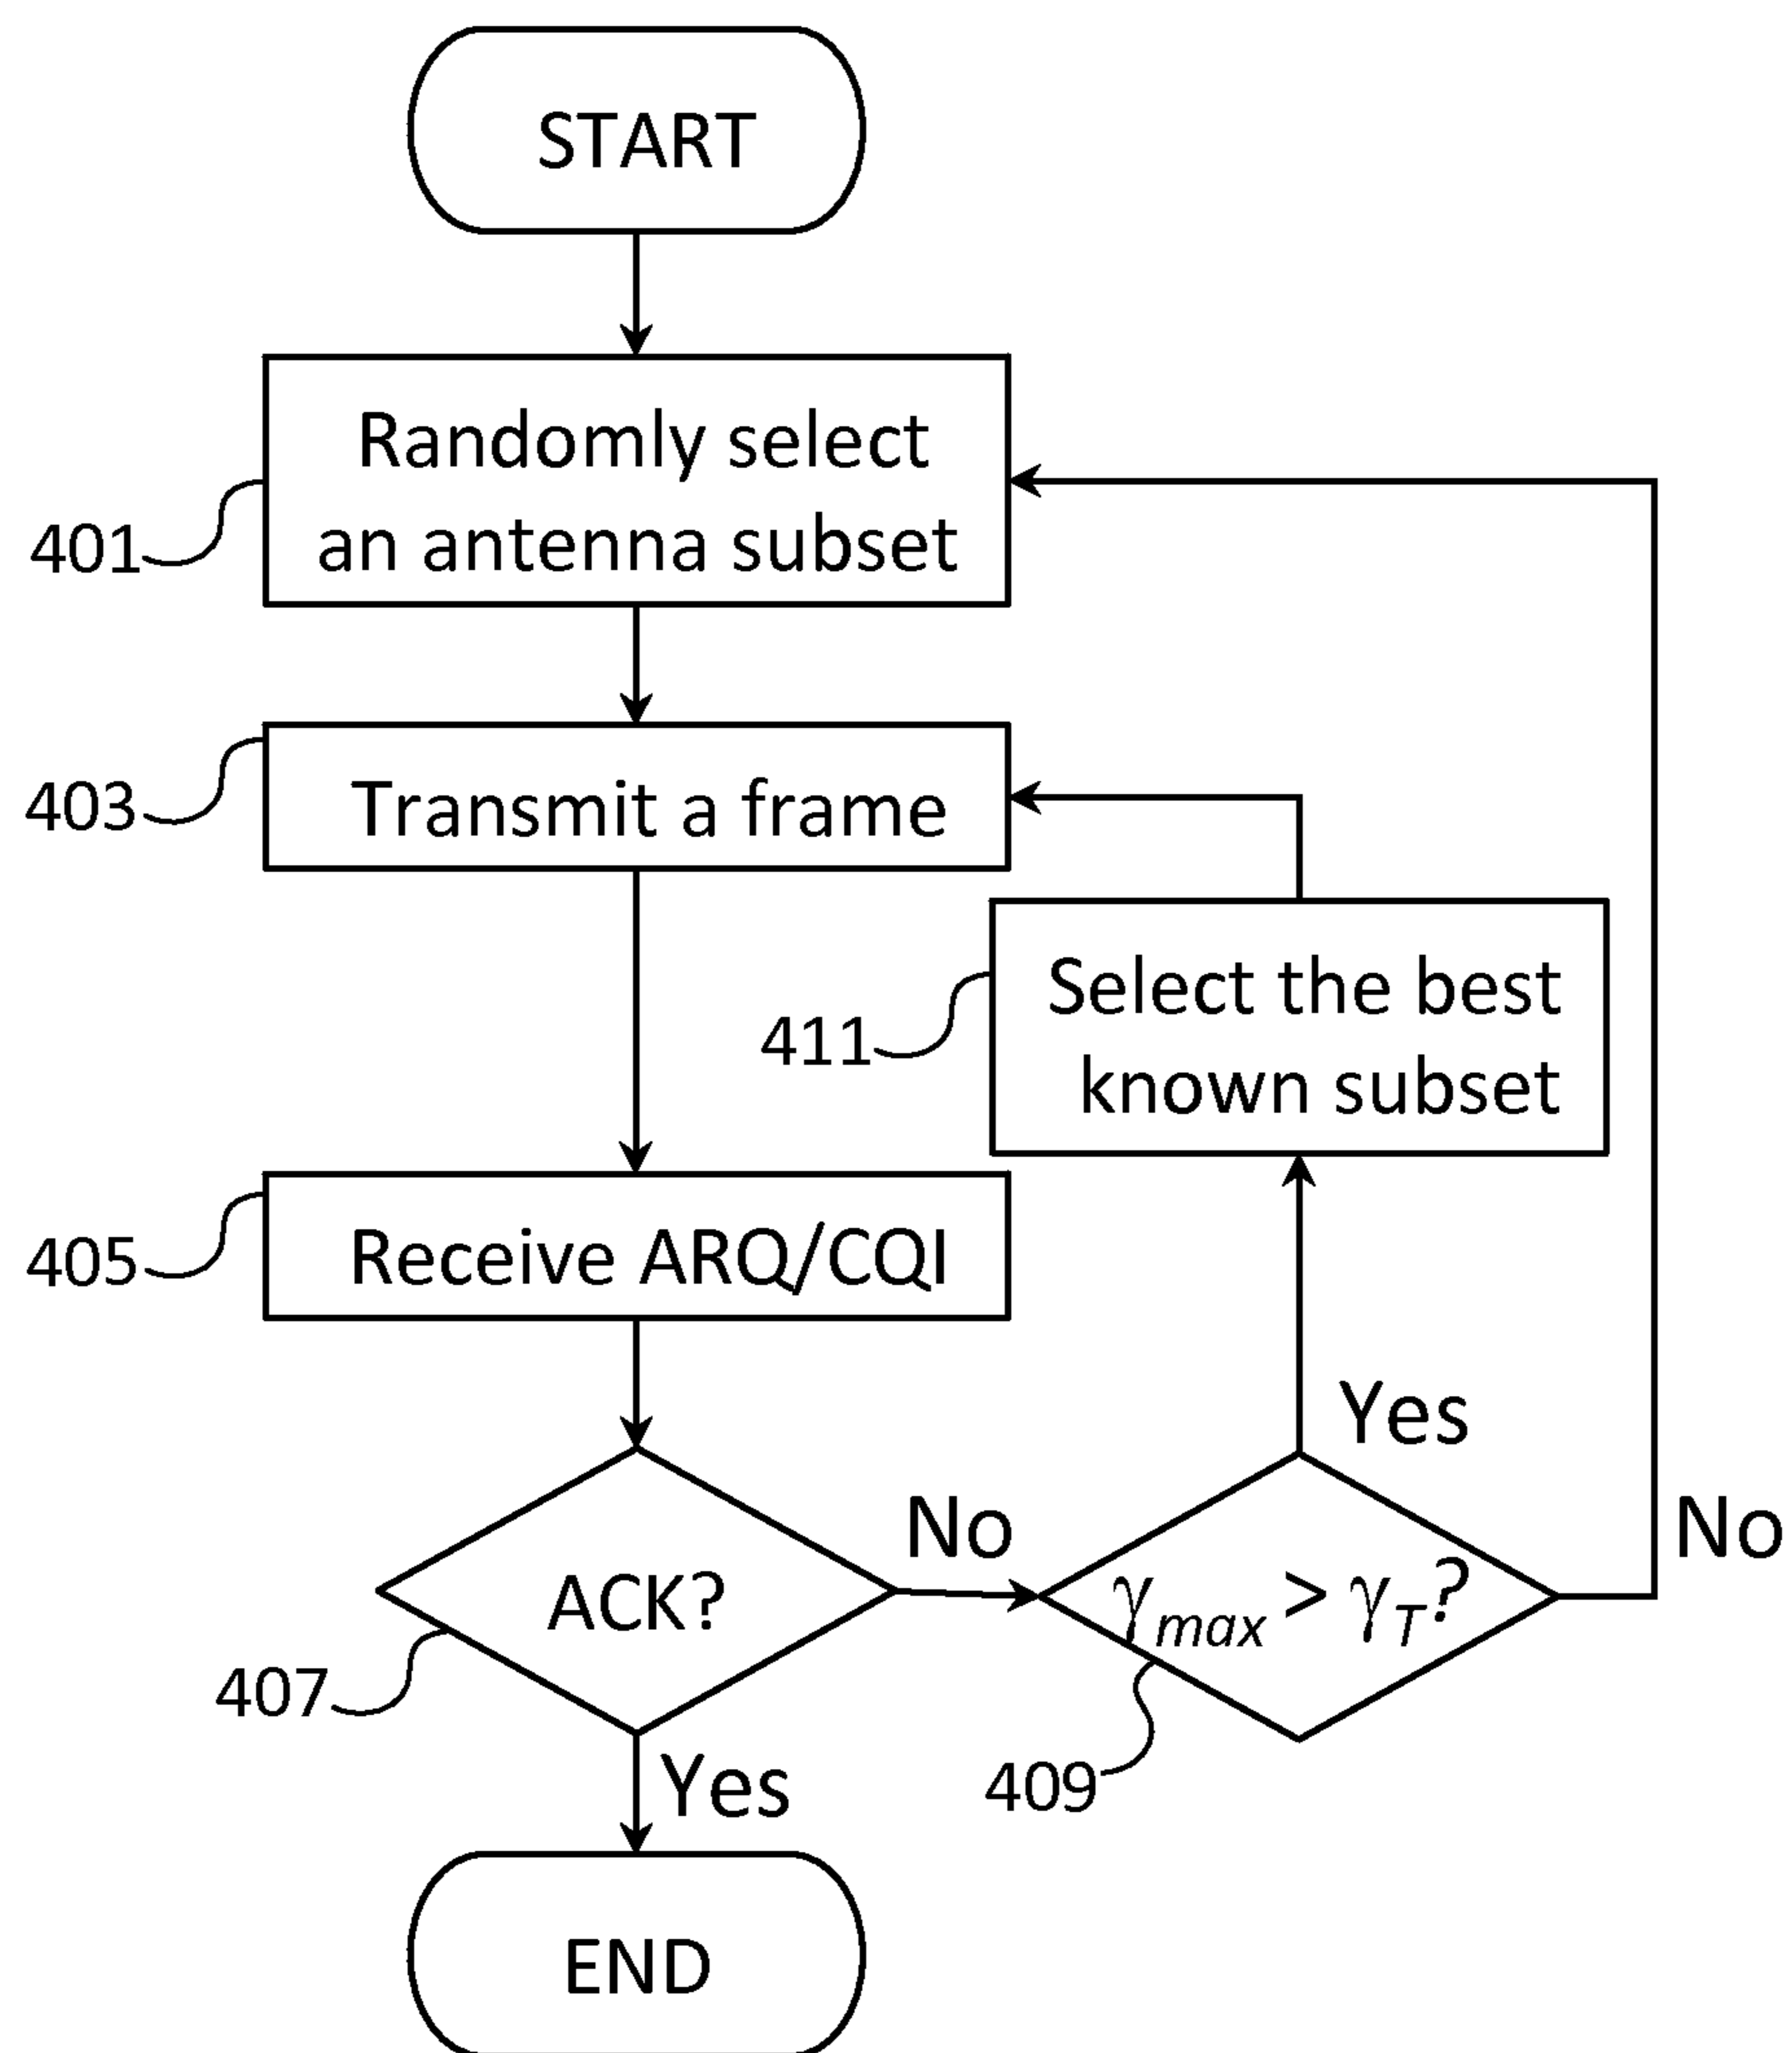 START
Randomly select
an antenna subset
401
Transmit a frame
403
Select the best
known subset
411
Receive ARQ/CQI
405
Yes
No
No
ACK?
γmax > γT?
407
409
Yes
END